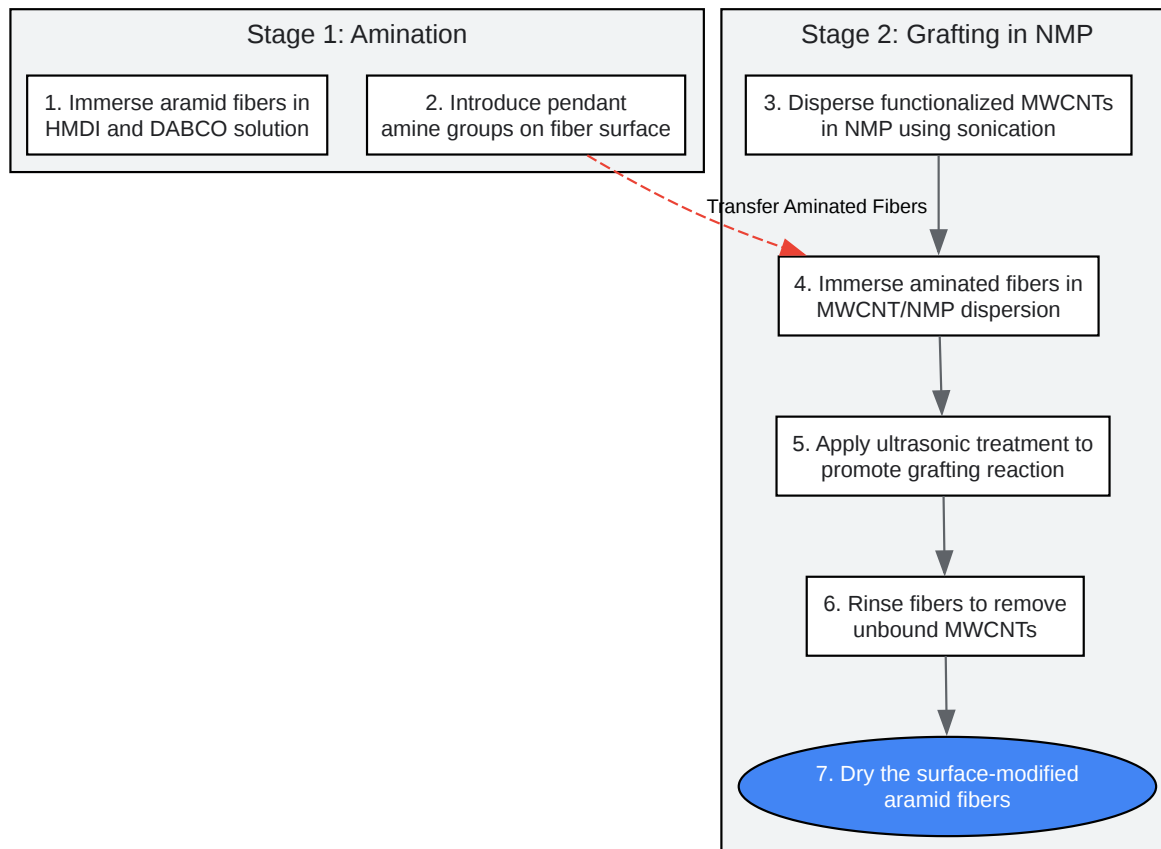 Stage 1: Amination
1. Immerse aramid fibers in
HMDI and DABCO solution
2. Introduce pendant
amine groups on fiber surface
Transfer Aminated Fibers
Stage 2: Grafting in NMP
3. Disperse functionalized MWCNTs
in NMP using sonication
4. Immerse aminated fibers in
MWCNT/NMP dispersion
5. Apply ultrasonic treatment to
promote grafting reaction
6. Rinse fibers to remove
unbound MWCNTs
7. Dry the surface-modified
aramid fibers